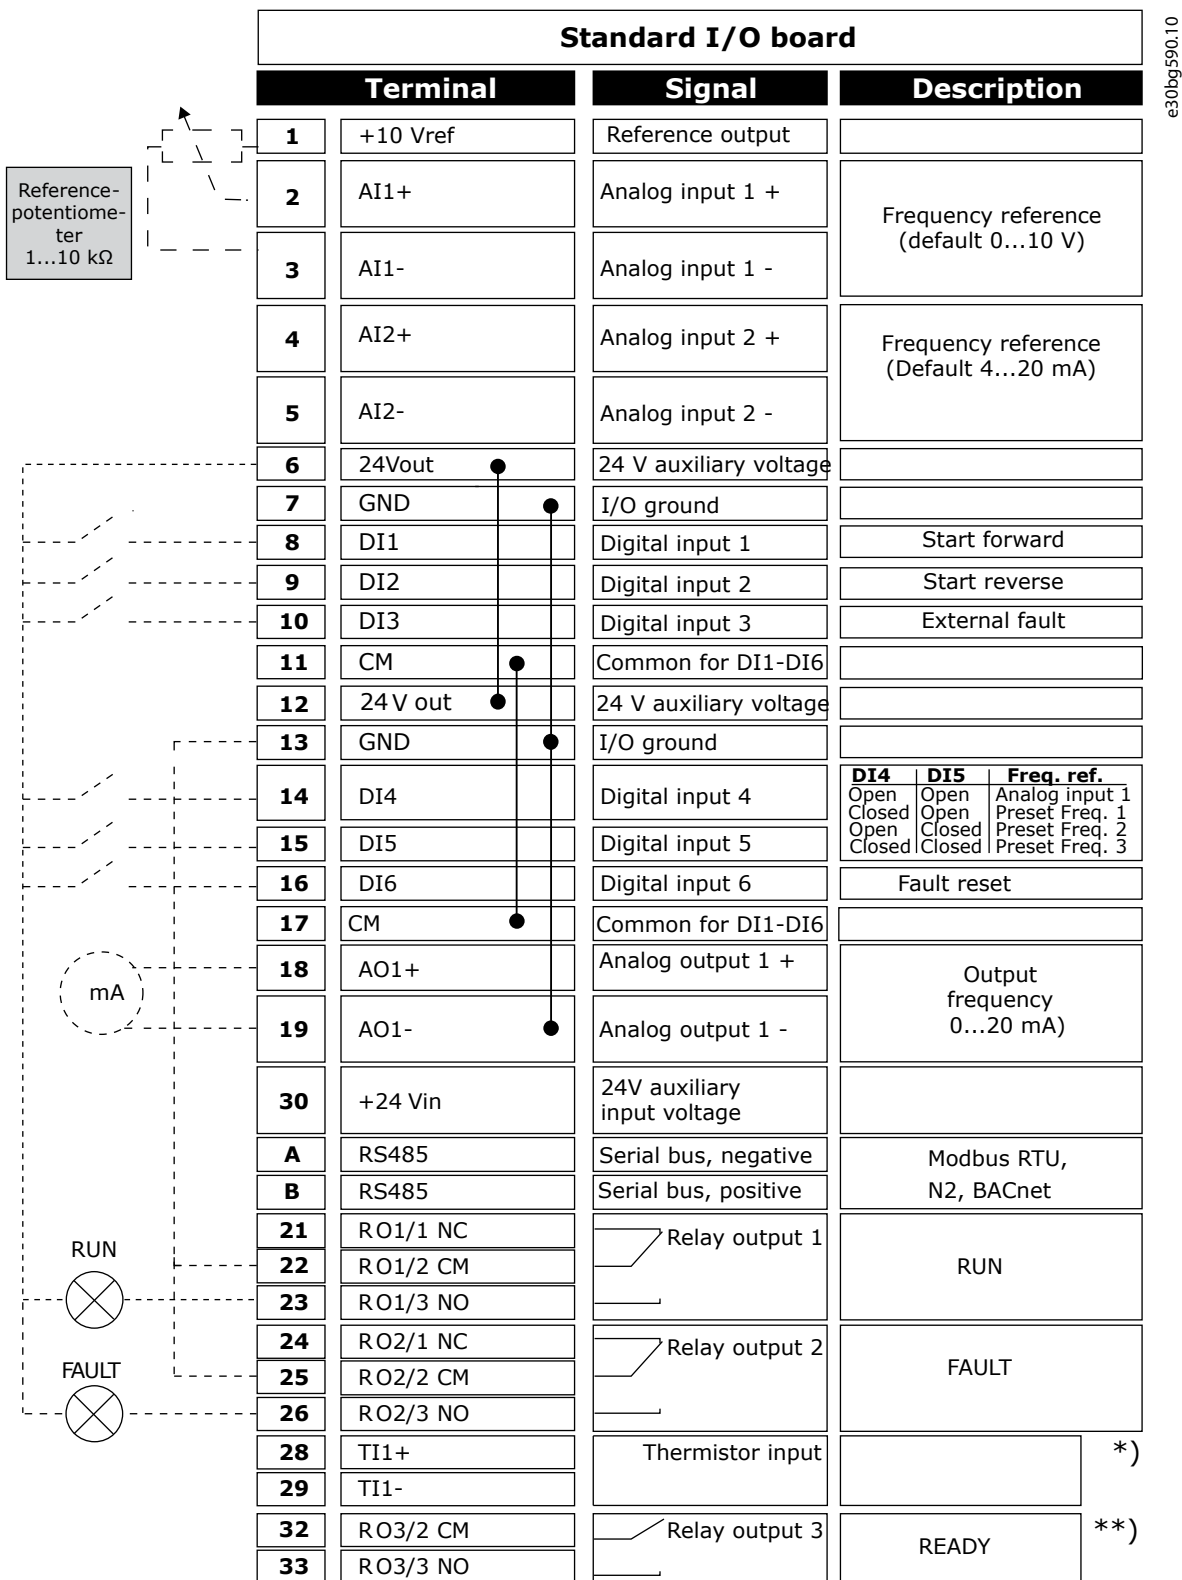 Standard I/O board
e30bg590.10
Terminal Signal Description
1 +10 Vref Reference output
Reference-
potentiome-
ter
1...10 kΩ
2 AI1+ Analog input 1 +
Frequency reference
(default 0...10 V)
3 AI1- Analog input 1 -
4 AI2+ Analog input 2 +
Frequency reference
(Default 4...20 mA)
5 AI2- Analog input 2 -
6 24Vout 24 V auxiliary voltage
7 GND I/O ground
8 DI1 Digital input 1 Start forward
9 DI2 Digital input 2 Start reverse
10 DI3 Digital input 3 External fault
11 CM Common for DI1-DI6
12 24 V out 24 V auxiliary voltage
13 GND I/O ground
14 DI4 Digital input 4
DI4 DI5 Freq. ref.
Open Open Analog input 1
Closed Open Preset Freq. 1
Open Closed Preset Freq. 2
Closed Closed Preset Freq. 3
15 DI5 Digital input 5
16 DI6 Digital input 6 Fault reset
17 CM Common for DI1-DI6
18 AO1+ Analog output 1 +
mA
Output
frequency
0...20 mA)
19 AO1- Analog output 1 -
30 +24 Vin 24V auxiliary
input voltage
A RS485 Serial bus, negative
Modbus RTU,
N2, BACnet
B RS485 Serial bus, positive
21 RO1/1 NC Relay output 1
RUN
22 RO1/2 CM RUN
23 RO1/3 NO
24 RO2/1 NC Relay output 2
FAULT
25 RO2/2 CM FAULT
26 RO2/3 NO
28 TI1+ Thermistor input *)
29 TI1-
32 RO3/2 CM Relay output 3 READY **)
33 RO3/3 NO